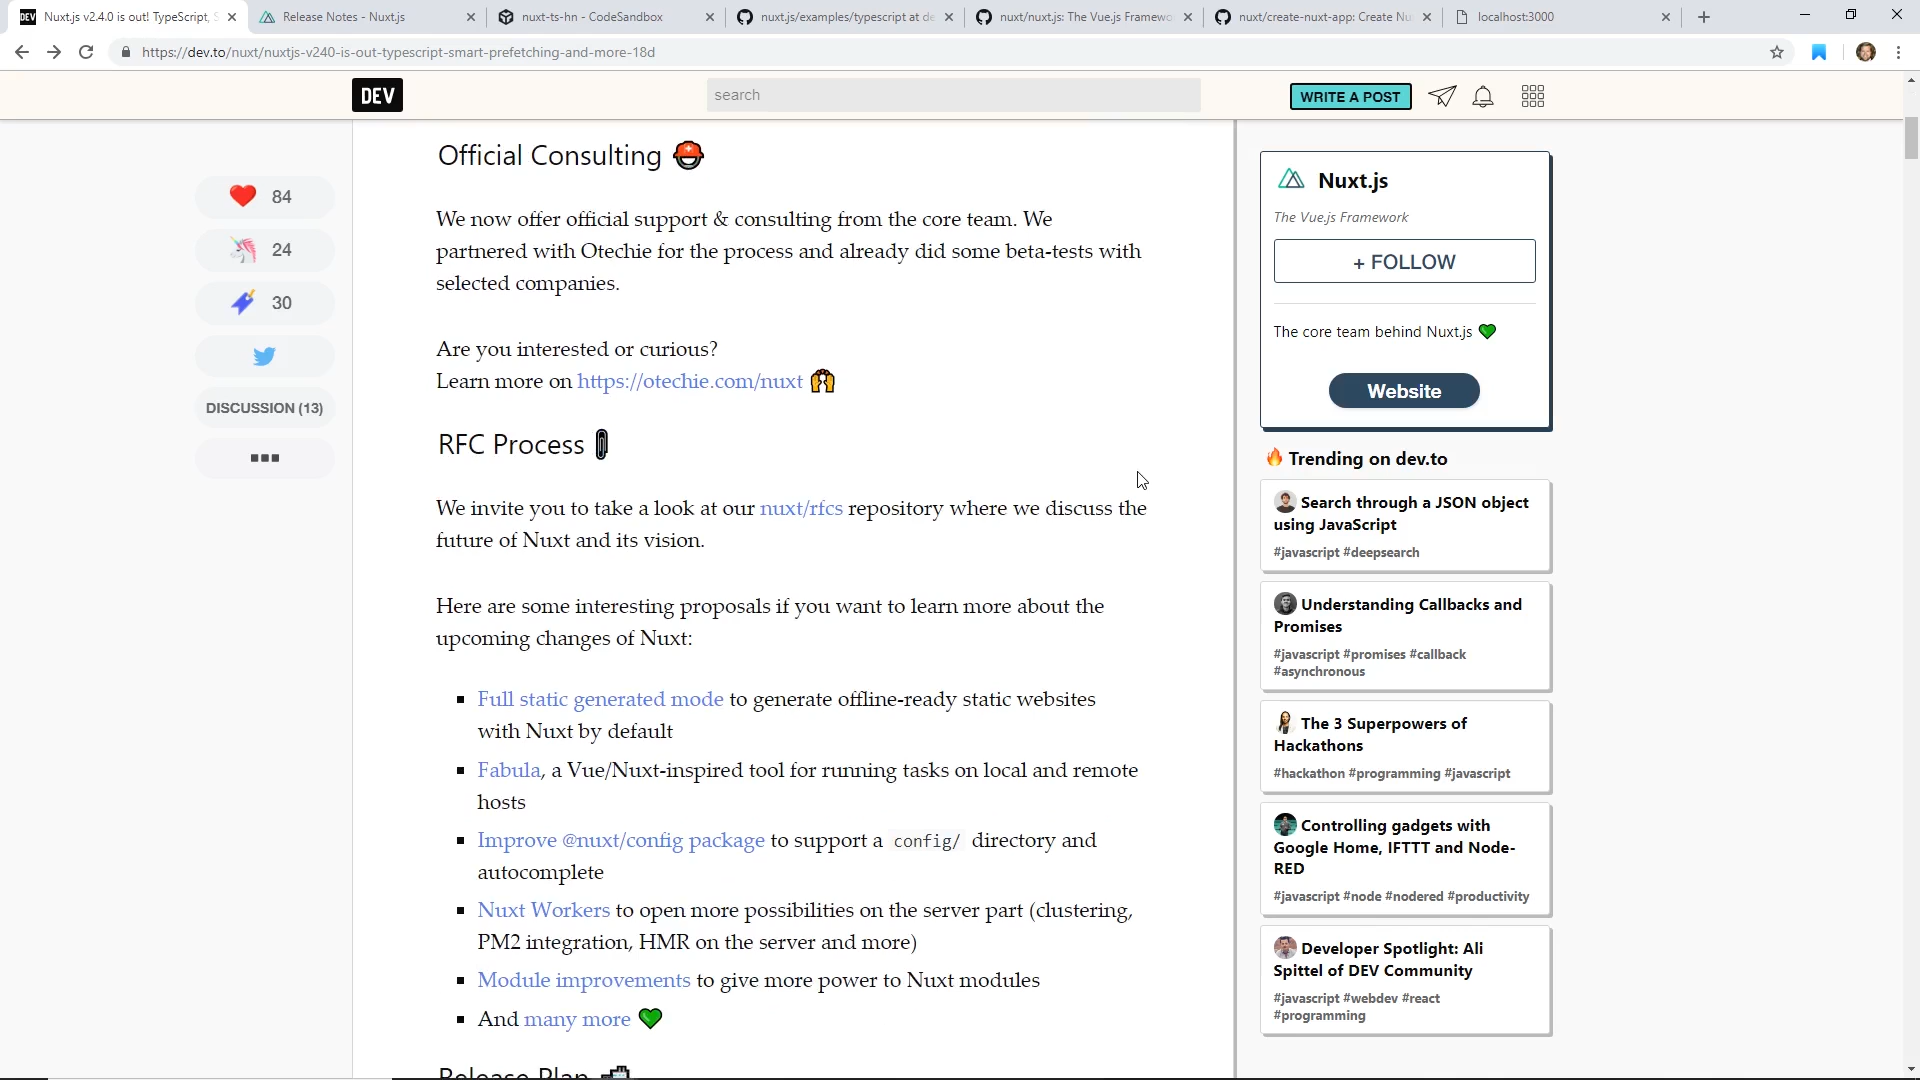 DEV Nuxt.js v2.4.0 is out! TypeScript, S
Release Notes - Nuxt.js
nuxt-ts-hn - CodeSandbox
nuxt.js/examples/typescript at de
nuxt/nuxt.js: The Vue.js Framewo
nuxt/create-nuxt-app: Create Nu
localhost:3000
https://dev.to/nuxt/nuxtjs-v240-is-out-typescript-smart-prefetching-and-more-18d
DEV
search
WRITE A POST
84
24
30
DISCUSSION (13)
Official Consulting
We now offer official support & consulting from the core team. We
partnered with Otechie for the process and already did some beta-tests with
selected companies.
Are you interested or curious?
Learn more on https://otechie.com/nuxt
RFC Process
We invite you to take a look at our nuxt/rfcs repository where we discuss the
future of Nuxt and its vision.
Here are some interesting proposals if you want to learn more about the
upcoming changes of Nuxt:
Full static generated mode to generate offline-ready static websites
with Nuxt by default
Fabula, a Vue/Nuxt-inspired tool for running tasks on local and remote
hosts
Improve @nuxt/config package to support a config/ directory and
autocomplete
Nuxt Workers to open more possibilities on the server part (clustering,
PM2 integration, HMR on the server and more)
Module improvements to give more power to Nuxt modules
And many more
Release Plan
Nuxt.js
The Vue.js Framework
+ FOLLOW
The core team behind Nuxt.js
Website
Trending on dev.to
Search through a JSON object
using JavaScript
#javascript #deepsearch
Understanding Callbacks and
Promises
#javascript #promises #callback
#asynchronous
The 3 Superpowers of
Hackathons
#hackathon #programming #javascript
Controlling gadgets with
Google Home, IFTTT and Node-
RED
#javascript #node #nodered #productivity
Developer Spotlight: Ali
Spittel of DEV Community
#javascript #webdev #react
#programming